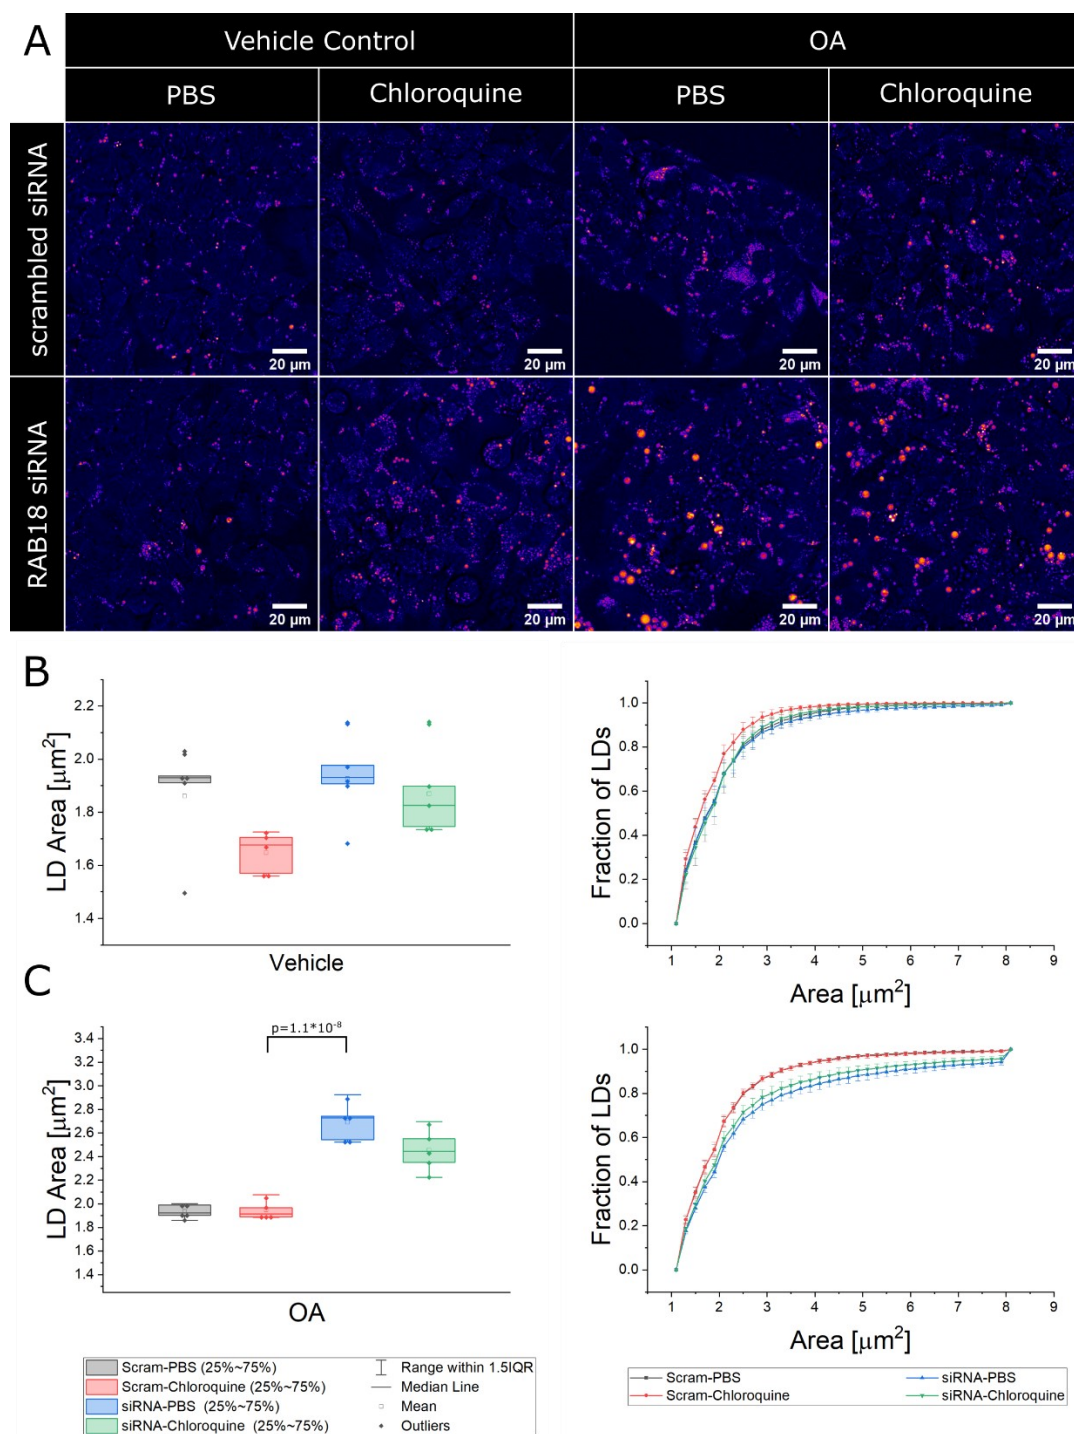 A
Vehicle Control
OA
PBS
Chloroquine
PBS
Chloroquine
scrambled siRNA
20 µm
20 µm
20 µm
20 µm
RAB18 siRNA
20 µm
20 µm
20 µm
20 µm
B
LD Area [µm²]
2.2
2.0
1.8
1.6
1.4
Vehicle
Fraction of LDs
1.0
0.8
0.6
0.4
0.2
0.0
1 2 3 4 5 6 7 8 9
Area [µm²]
C
LD Area [µm²]
3.4
3.2
3.0
2.8
2.6
2.4
2.2
2.0
1.8
1.6
1.4
p=1.1*10⁻⁸
OA
Fraction of LDs
1.0
0.8
0.6
0.4
0.2
0.0
1 2 3 4 5 6 7 8 9
Area [µm²]
Scram-PBS (25%~75%)
Scram-Chloroquine (25%~75%)
siRNA-PBS (25%~75%)
siRNA-Chloroquine (25%~75%)
Range within 1.5IQR
Median Line
Mean
Outliers
Scram-PBS
Scram-Chloroquine
siRNA-PBS
siRNA-Chloroquine